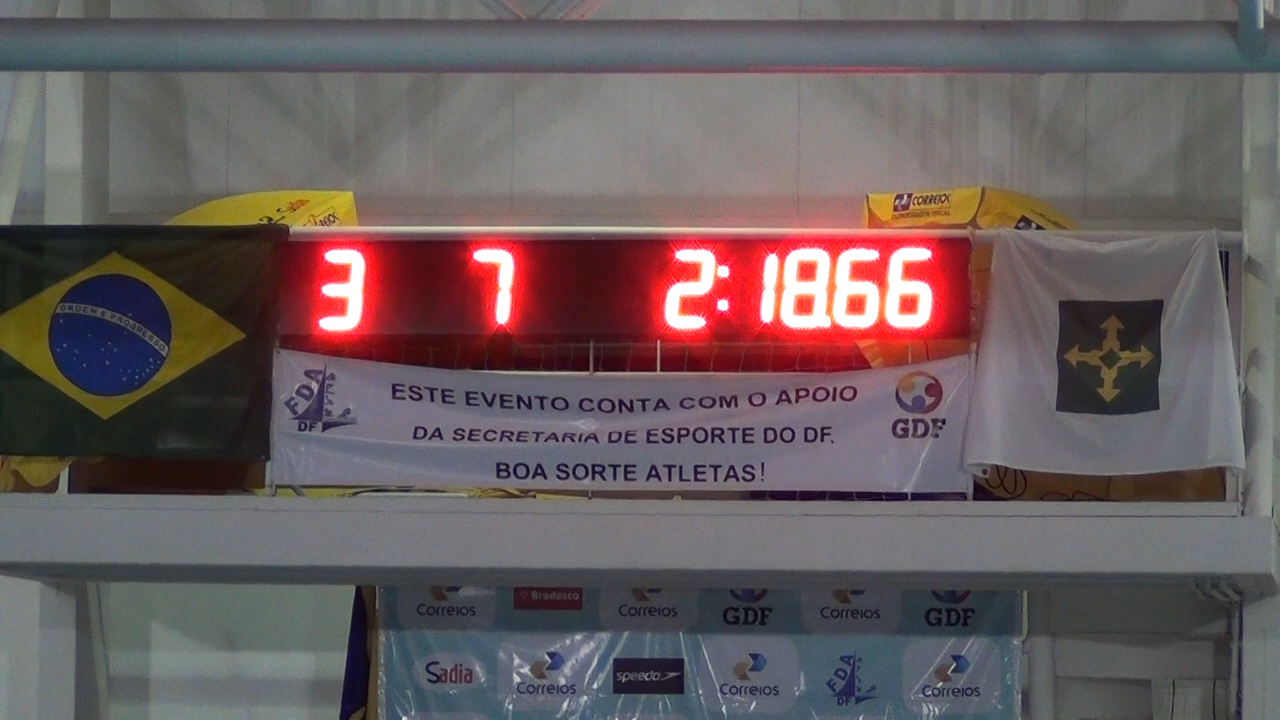 CORREIOS
PATROCINADOR OFICIAL
3 7 2:18.66
ORDEM E PROGRESSO
FDA
DF
ESTE EVENTO CONTA COM O APOIO
DA SECRETARIA DE ESPORTE DO DF.
BOA SORTE ATLETAS!
GDF
Correios Bradesco Correios GDF Correios GDF
Sadia Correios speedo Correios FDA DF Correios